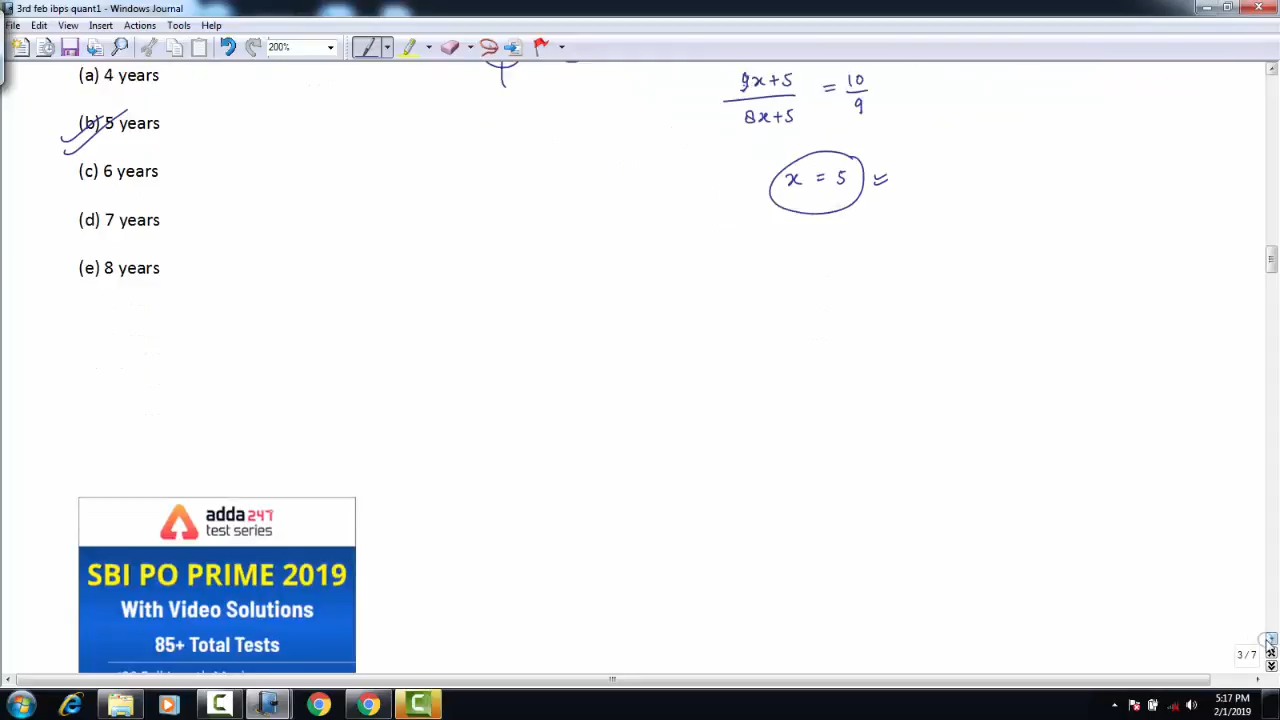 3rd feb ibps quant1 - Windows Journal
File Edit View Insert Actions Tools Help
200%
(a) 4 years
(b) 5 years
(c) 6 years
(d) 7 years
(e) 8 years
9x+5
8x+5
= 10
9
x = 5
adda247
test series
SBI PO PRIME 2019
With Video Solutions
85+ Total Tests
3 / 7
5:17 PM
2/1/2019